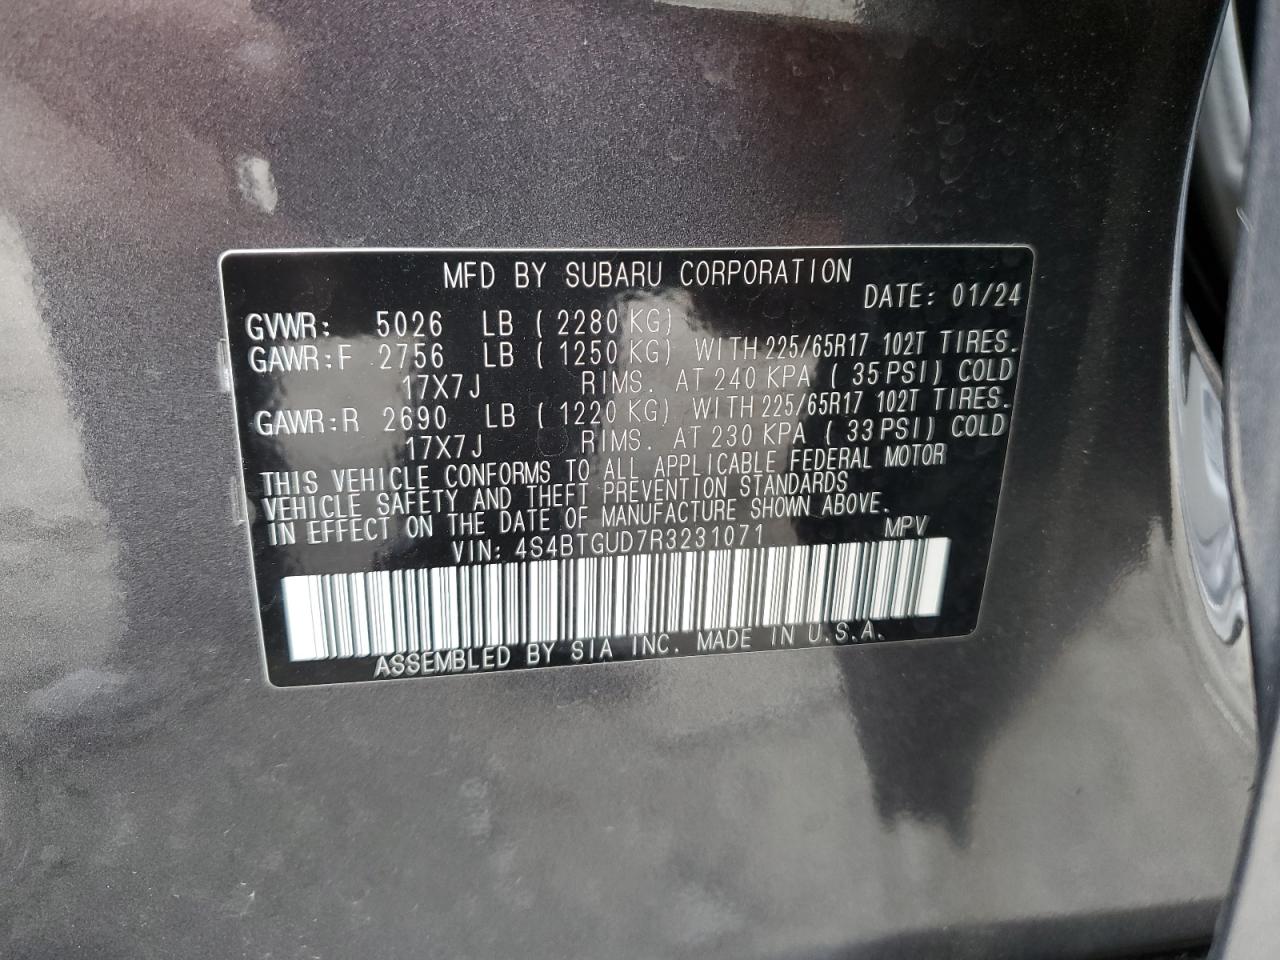 MFD BY SUBARU CORPORATION
DATE: 01/24
GVWR: 5026 LB ( 2280 KG)
GAWR:F 2756 LB ( 1250 KG) WITH 225/65R17 102T TIRES.
17X7J RIMS. AT 240 KPA ( 35 PSI) COLD
GAWR:R 2690 LB ( 1220 KG) WITH 225/65R17 102T TIRES.
17X7J RIMS. AT 230 KPA ( 33 PSI) COLD
THIS VEHICLE CONFORMS TO ALL APPLICABLE FEDERAL MOTOR
VEHICLE SAFETY AND THEFT PREVENTION STANDARDS
IN EFFECT ON THE DATE OF MANUFACTURE SHOWN ABOVE.
VIN: 4S4BTGUD7R3231071 MPV
ASSEMBLED BY SIA INC. MADE IN U.S.A.